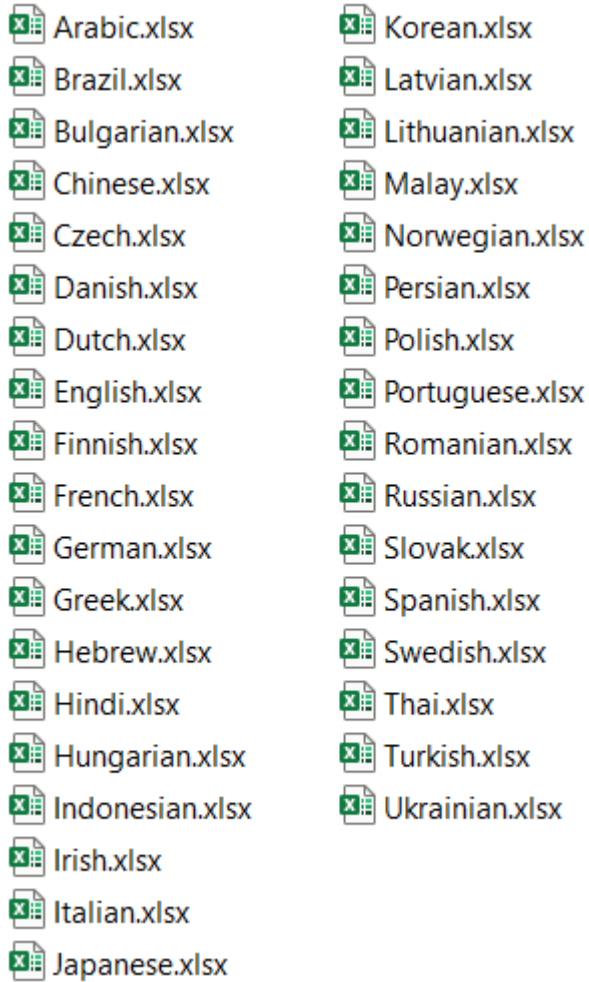 Arabic.xlsx
Brazil.xlsx
Bulgarian.xlsx
Chinese.xlsx
Czech.xlsx
Danish.xlsx
Dutch.xlsx
English.xlsx
Finnish.xlsx
French.xlsx
German.xlsx
Greek.xlsx
Hebrew.xlsx
Hindi.xlsx
Hungarian.xlsx
Indonesian.xlsx
Irish.xlsx
Italian.xlsx
Japanese.xlsx
Korean.xlsx
Latvian.xlsx
Lithuanian.xlsx
Malay.xlsx
Norwegian.xlsx
Persian.xlsx
Polish.xlsx
Portuguese.xlsx
Romanian.xlsx
Russian.xlsx
Slovak.xlsx
Spanish.xlsx
Swedish.xlsx
Thai.xlsx
Turkish.xlsx
Ukrainian.xlsx